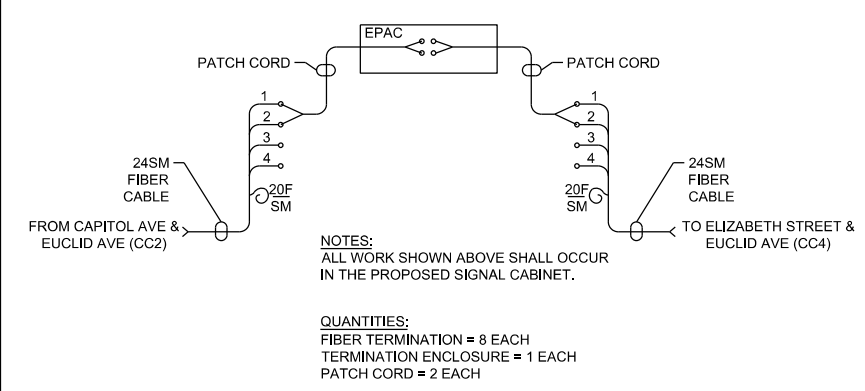 EPAC
PATCH CORD
PATCH CORD
1
2
3
4
1
2
3
4
24SM
FIBER
CABLE
24SM
FIBER
CABLE
20F
SM
20F
SM
FROM CAPITOL AVE &
EUCLID AVE (CC2)
TO ELIZABETH STREET &
EUCLID AVE (CC4)
NOTES:
ALL WORK SHOWN ABOVE SHALL OCCUR
IN THE PROPOSED SIGNAL CABINET.
QUANTITIES:
FIBER TERMINATION = 8 EACH
TERMINATION ENCLOSURE = 1 EACH
PATCH CORD = 2 EACH